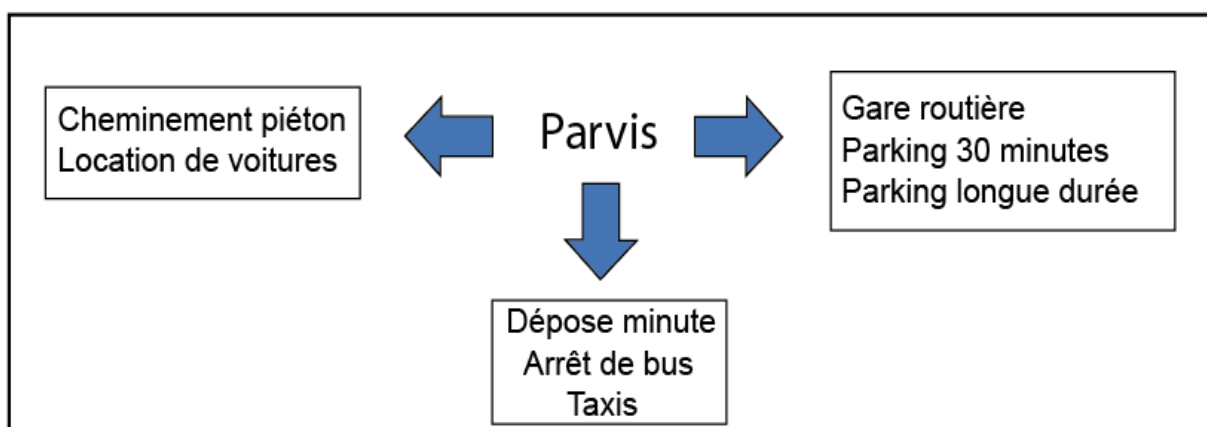 Cheminement piéton
Location de voitures
Parvis
Gare routière
Parking 30 minutes
Parking longue durée
Dépose minute
Arrêt de bus
Taxis